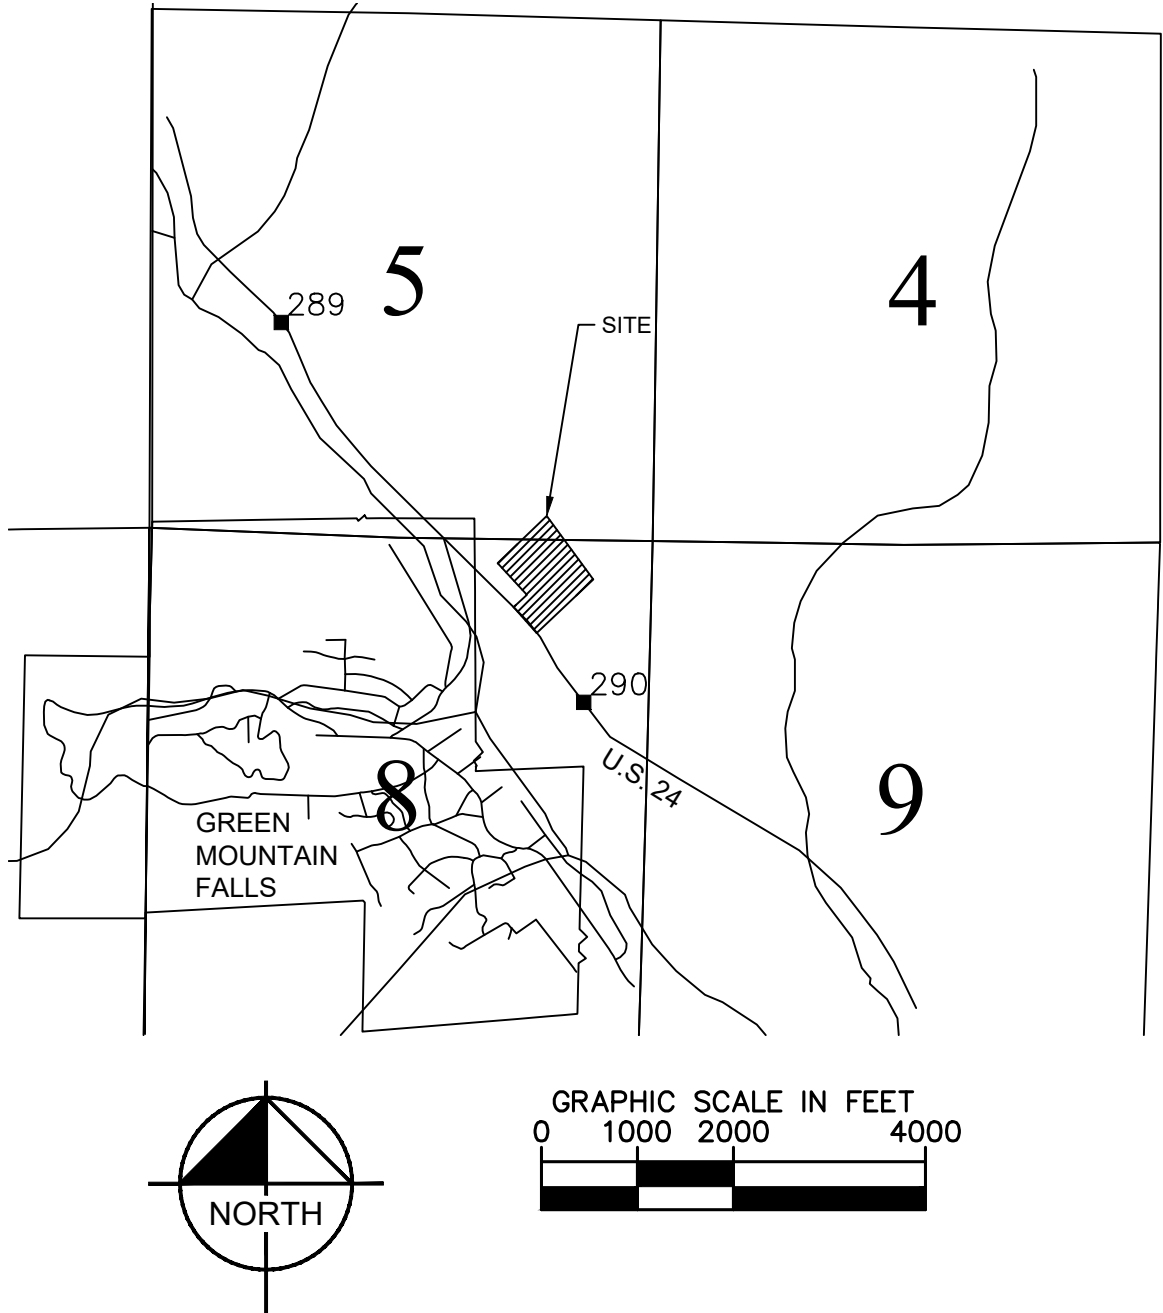 5
4
289
SITE
290
U.S. 24
8
9
GREEN
MOUNTAIN
FALLS
GRAPHIC SCALE IN FEET
0 1000 2000 4000
NORTH